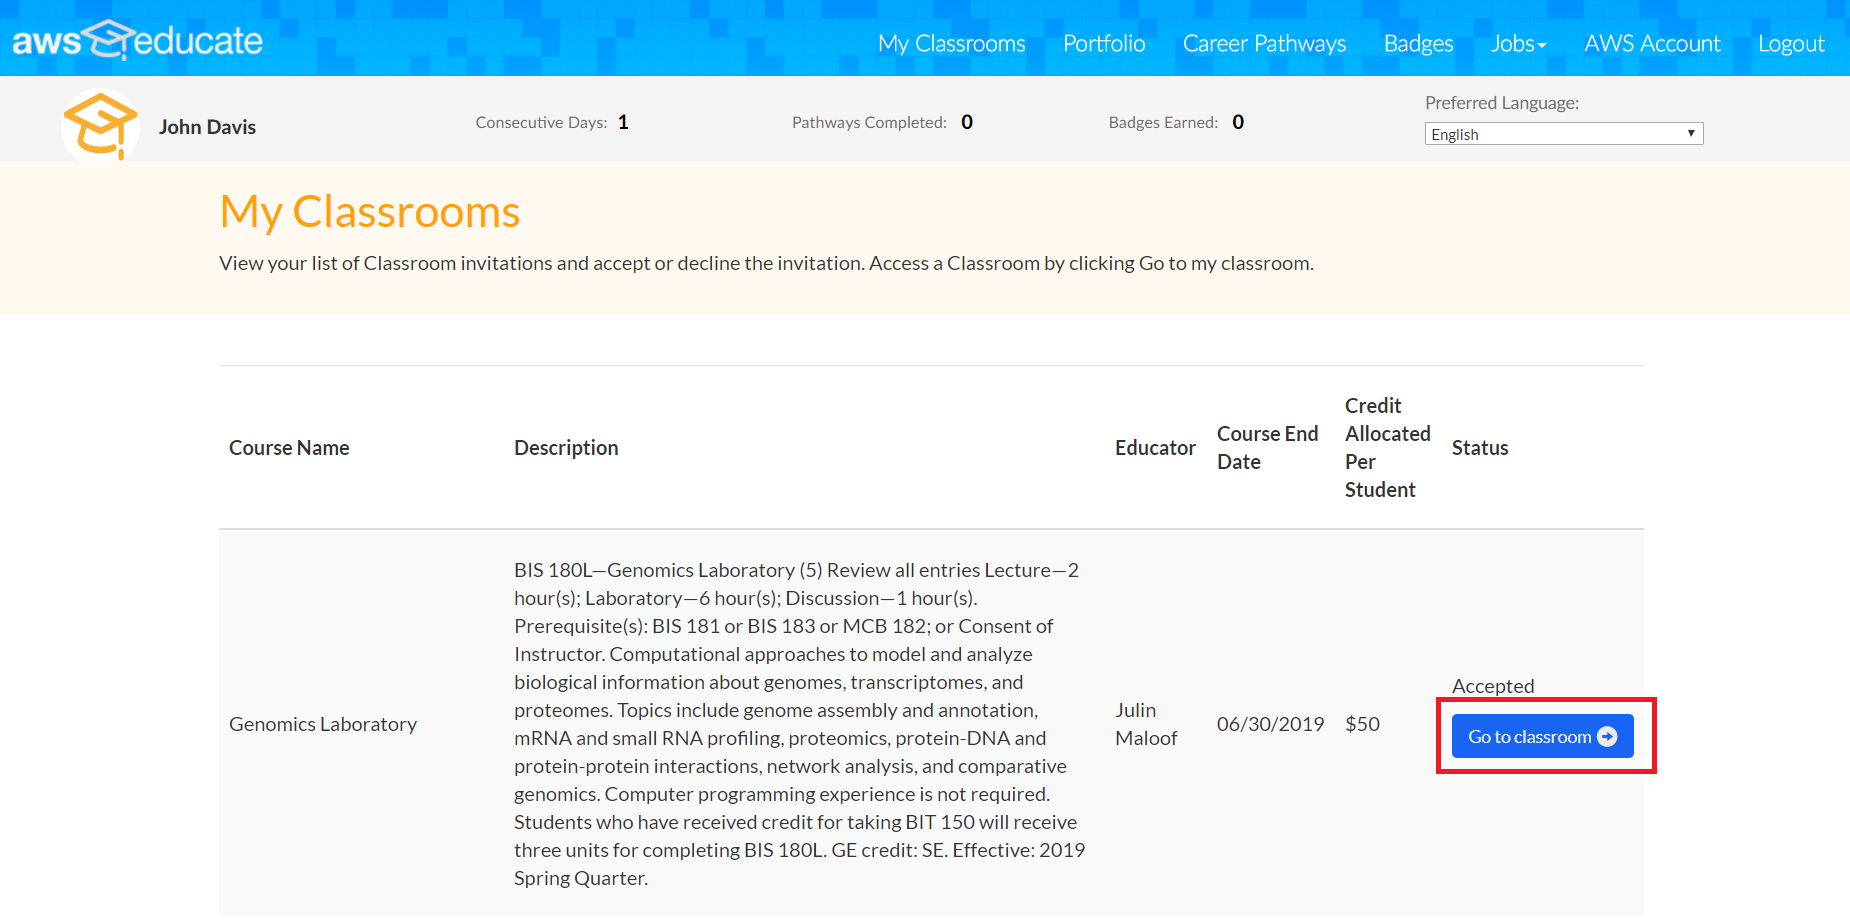 aws educate
My Classrooms Portfolio Career Pathways Badges Jobs AWS Account Logout
John Davis
Consecutive Days: 1
Pathways Completed: 0
Badges Earned: 0
Preferred Language:
English
My Classrooms
View your list of Classroom invitations and accept or decline the invitation. Access a Classroom by clicking Go to my classroom.
Course Name
Description
Educator
Course End
Date
Credit
Allocated
Per
Student
Status
Genomics Laboratory
BIS 180L—Genomics Laboratory (5) Review all entries Lecture—2
hour(s); Laboratory—6 hour(s); Discussion—1 hour(s).
Prerequisite(s): BIS 181 or BIS 183 or MCB 182; or Consent of
Instructor. Computational approaches to model and analyze
biological information about genomes, transcriptomes, and
proteomes. Topics include genome assembly and annotation,
mRNA and small RNA profiling, proteomics, protein-DNA and
protein-protein interactions, network analysis, and comparative
genomics. Computer programming experience is not required.
Students who have received credit for taking BIT 150 will receive
three units for completing BIS 180L. GE credit: SE. Effective: 2019
Spring Quarter.
Julin
Maloof
06/30/2019
$50
Accepted
Go to classroom